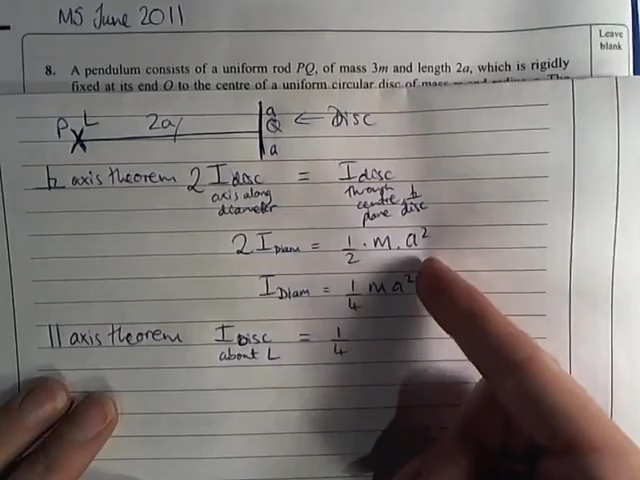 MS June 2011
Leave
blank
8. A pendulum consists of a uniform rod PQ, of mass 3m and length 2a, which is rigidly
fixed at its end Q to the centre of a uniform circular disc of mass
P L 2a a Q a ← Disc
⊥ axis theorem 2 I disc = I disc
axis along diameter
through centre, ⊥ plane disc
2 I Diam = 1/2 . m . a²
I Diam = 1/4 m a²
|| axis theorem I Disc = 1/4
about L